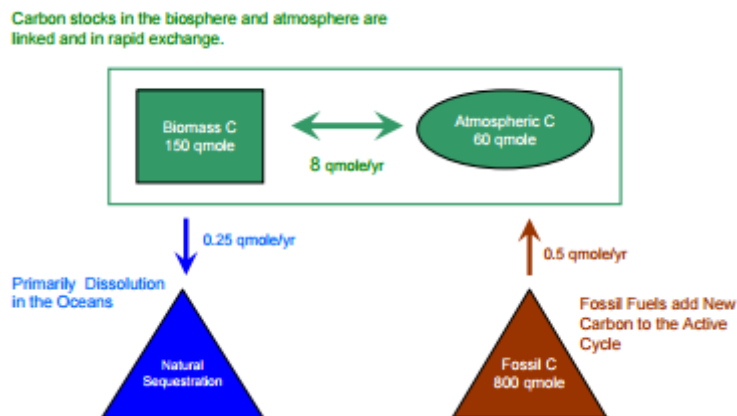 Carbon stocks in the biosphere and atmosphere are
linked and in rapid exchange.
Biomass C
150 qmole
Atmospheric C
60 qmole
8 qmole/yr
0.25 qmole/yr
0.5 qmole/yr
Primarily Dissolution
in the Oceans
Fossil Fuels add New
Carbon to the Active
Cycle
Natural
Sequestration
Fossil C
800 qmole